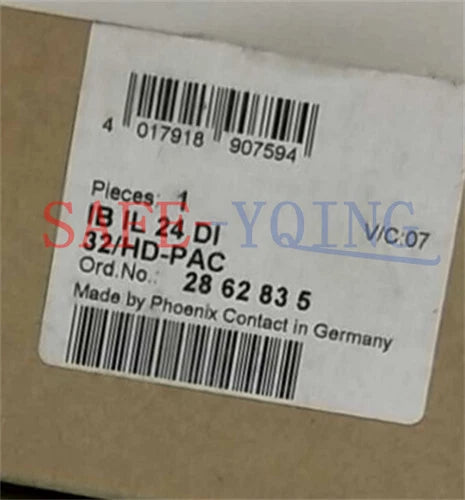 4 017918 907594
Pieces: 1
IB IL 24 DI
32/HD-PAC
V/C:07
Ord.No.: 28 62 83 5
Made by Phoenix Contact in Germany
SAFE-YQING